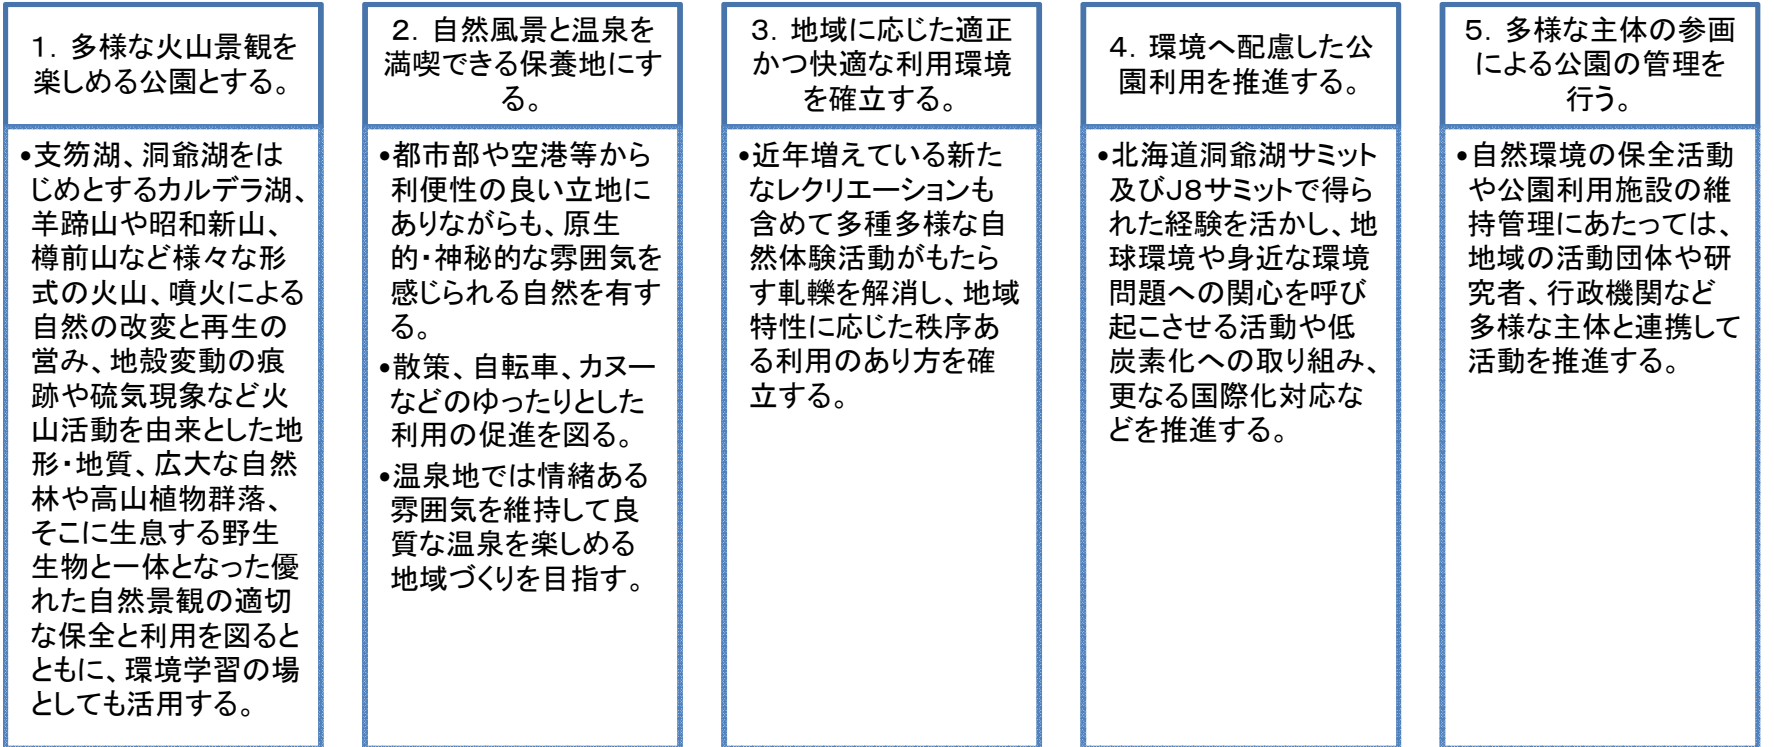 1．多様な火山景観を
楽しめる公園とする。
•支笏湖、洞爺湖をは
じめとするカルデラ湖、
羊蹄山や昭和新山、
樽前山など様々な形
式の火山、噴火による
自然の改変と再生の
営み、地殻変動の痕
跡や硫気現象など火
山活動を由来とした地
形・地質、広大な自然
林や高山植物群落、
そこに生息する野生
生物と一体となった優
れた自然景観の適切
な保全と利用を図ると
ともに、環境学習の場
としても活用する。
2．自然風景と温泉を
満喫できる保養地にす
る。
•都市部や空港等から
利便性の良い立地に
ありながらも、原生
的・神秘的な雰囲気を
感じられる自然を有す
る。
•散策、自転車、カヌー
などのゆったりとした
利用の促進を図る。
•温泉地では情緒ある
雰囲気を維持して良
質な温泉を楽しめる
地域づくりを目指す。
3．地域に応じた適正
かつ快適な利用環境
を確立する。
•近年増えている新た
なレクリエーションも
含めて多種多様な自
然体験活動がもたら
す軋轢を解消し、地域
特性に応じた秩序あ
る利用のあり方を確
立する。
4．環境へ配慮した公
園利用を推進する。
•北海道洞爺湖サミット
及びJ8サミットで得ら
れた経験を活かし、地
球環境や身近な環境
問題への関心を呼び
起こさせる活動や低
炭素化への取り組み、
更なる国際化対応な
どを推進する。
5．多様な主体の参画
による公園の管理を
行う。
•自然環境の保全活動
や公園利用施設の維
持管理にあたっては、
地域の活動団体や研
究者、行政機関など
多様な主体と連携して
活動を推進する。